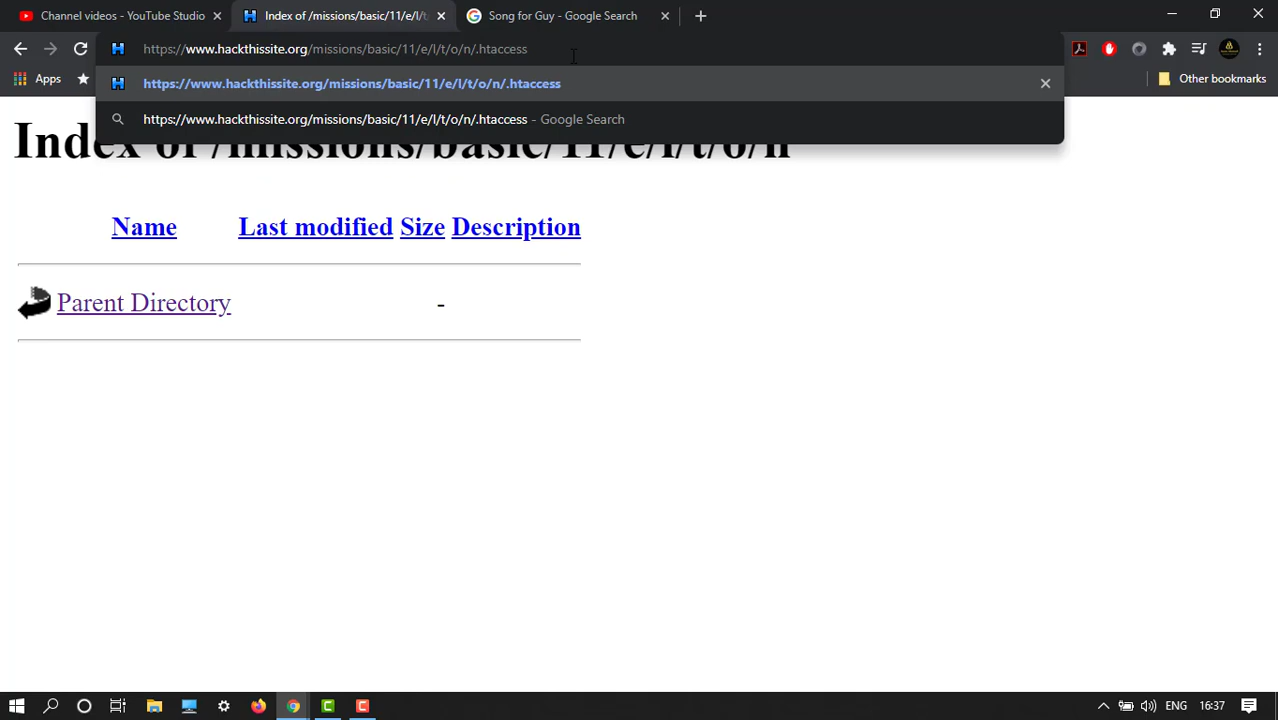 Channel videos - YouTube Studio
Index of /missions/basic/11/e/l/t/
Song for Guy - Google Search
https://www.hackthissite.org/missions/basic/11/e/l/t/o/n/.htaccess
Apps
Other bookmarks
https://www.hackthissite.org/missions/basic/11/e/l/t/o/n/.htaccess
https://www.hackthissite.org/missions/basic/11/e/l/t/o/n/.htaccess - Google Search
Index of /missions/basic/11/e/l/t/o/n
Name Last modified Size Description
Parent Directory -
ENG 16:37